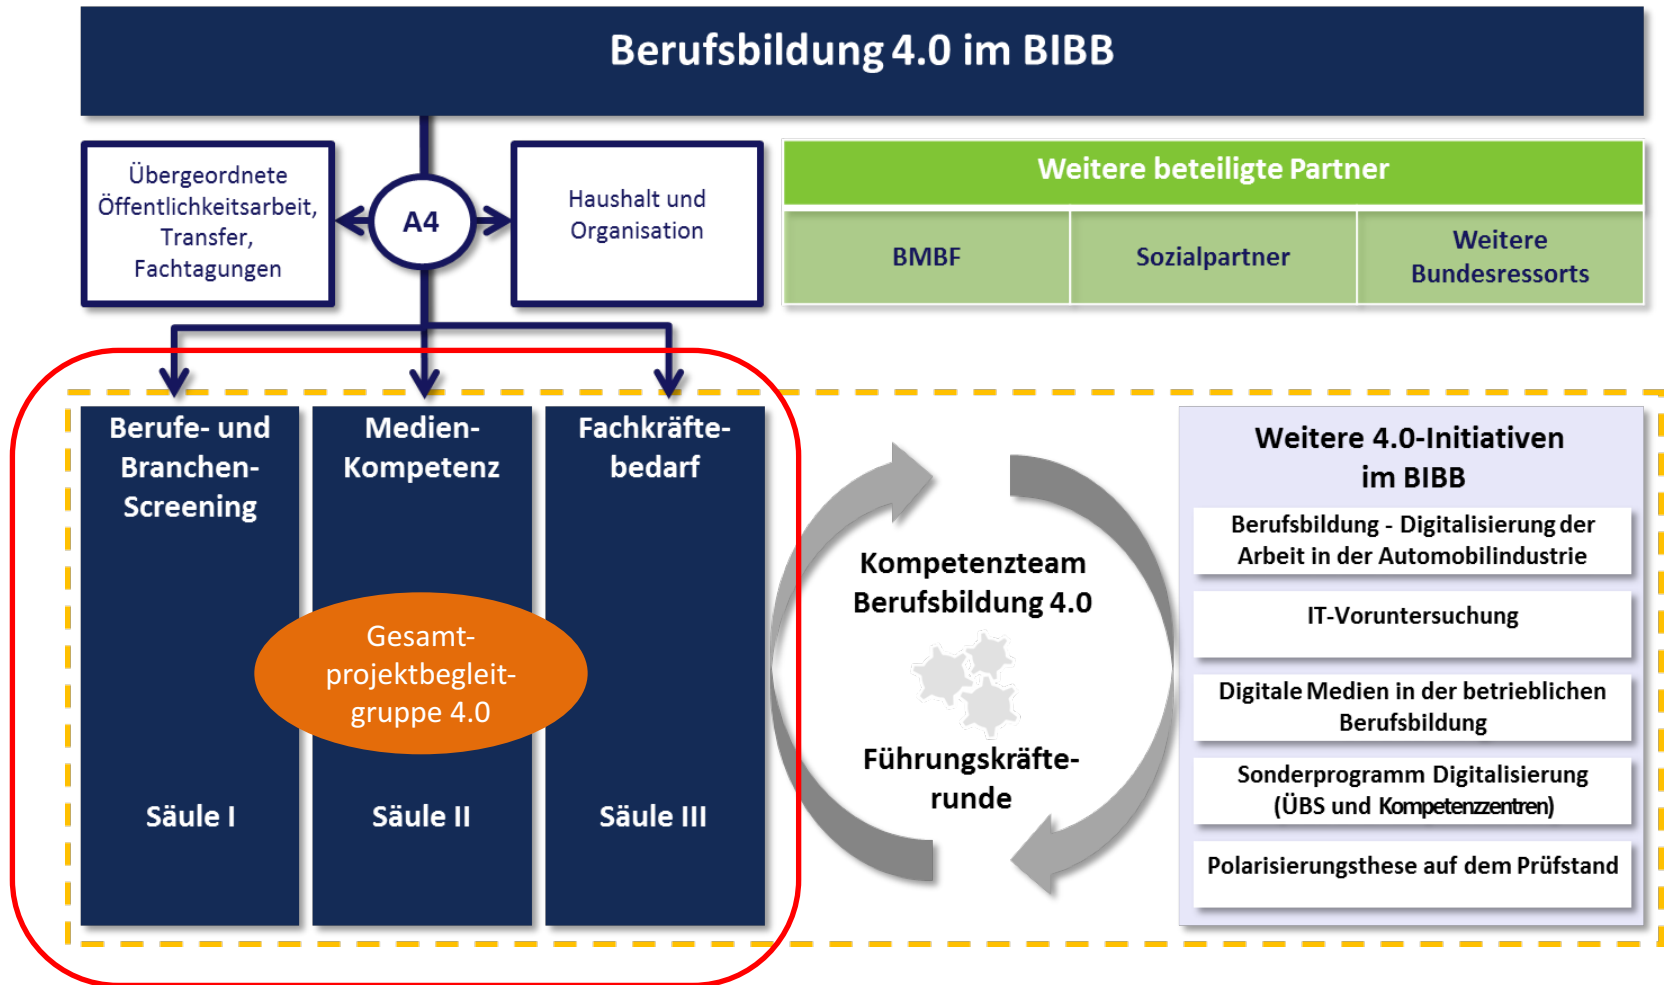 Berufsbildung 4.0 im BIBB
Übergeordnete
Öffentlichkeitsarbeit,
Transfer,
Fachtagungen
A4
Haushalt und
Organisation
Weitere beteiligte Partner
BMBF
Sozialpartner
Weitere
Bundesressorts
Berufe- und
Branchen-
Screening
Säule I
Medien-
Kompetenz
Säule II
Fachkräfte-
bedarf
Säule III
Gesamt-
projektbegleit-
gruppe 4.0
Kompetenzteam
Berufsbildung 4.0
Führungskräfte-
runde
Weitere 4.0-Initiativen
im BIBB
Berufsbildung - Digitalisierung der
Arbeit in der Automobilindustrie
IT-Voruntersuchung
Digitale Medien in der betrieblichen
Berufsbildung
Sonderprogramm Digitalisierung
(ÜBS und Kompetenzzentren)
Polarisierungsthese auf dem Prüfstand